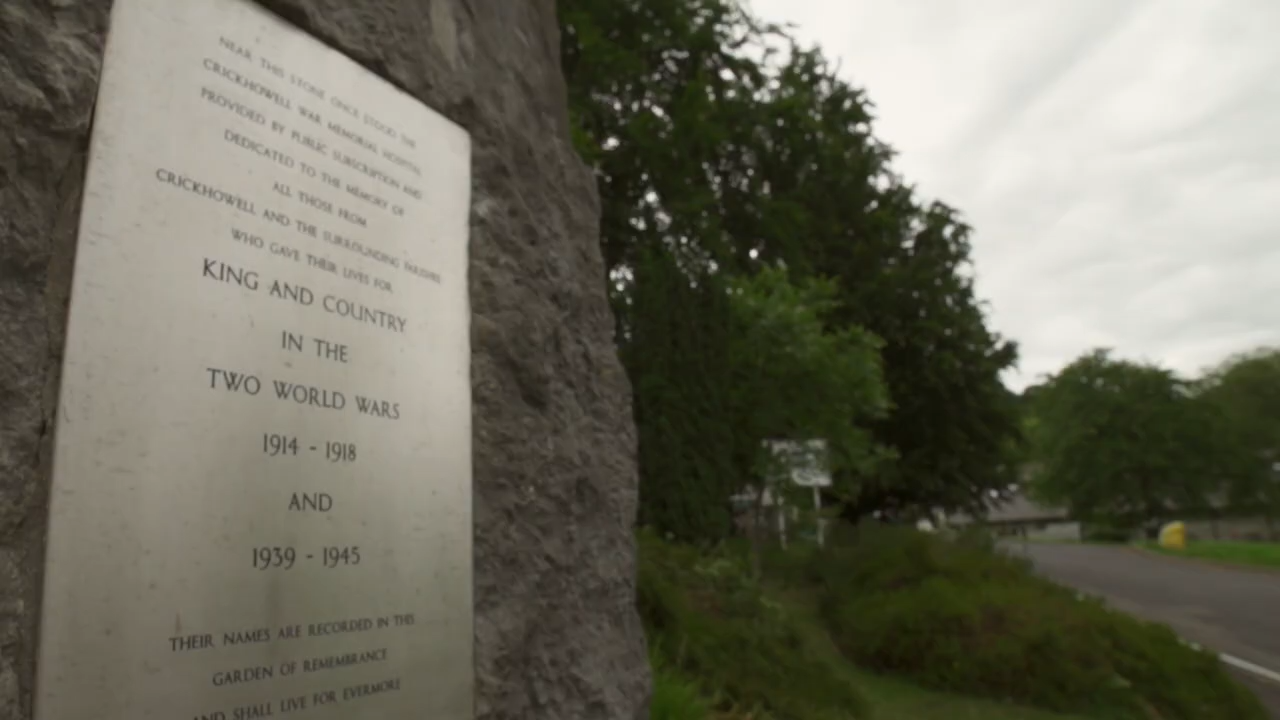 NEAR THIS STONE ONCE STOOD THE
CRICKHOWELL WAR MEMORIAL HOSPITAL
PROVIDED BY PUBLIC SUBSCRIPTION AND
DEDICATED TO THE MEMORY OF
ALL THOSE FROM
CRICKHOWELL AND THE SURROUNDING PARISHES
WHO GAVE THEIR LIVES FOR
KING AND COUNTRY
IN THE
TWO WORLD WARS
1914 - 1918
AND
1939 - 1945
THEIR NAMES ARE RECORDED IN THIS
GARDEN OF REMEMBRANCE
AND SHALL LIVE FOR EVERMORE